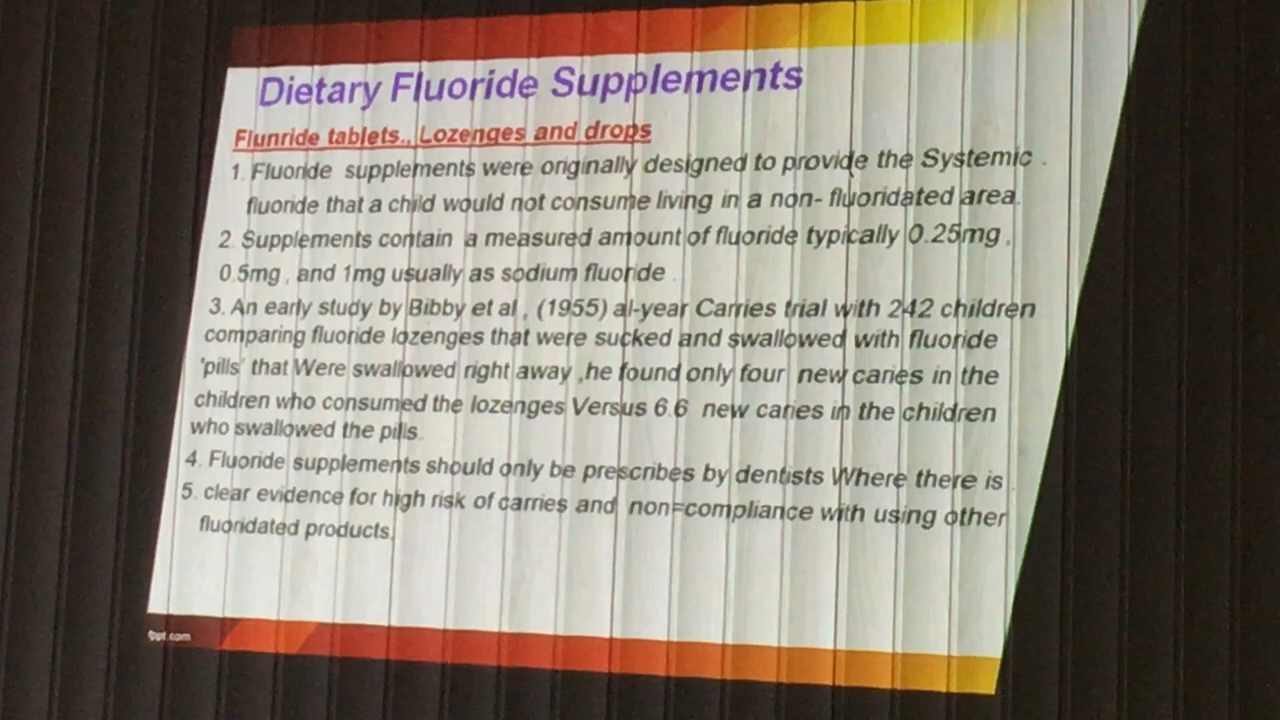 Dietary Fluoride Supplements
Flunride tablets., Lozenges and drops
1. Fluoride supplements were originally designed to provide the Systemic .
fluoride that a child would not consume living in a non- fluoridated area.
2. Supplements contain a measured amount of fluoride typically 0.25mg ,
0.5mg , and 1mg usually as sodium fluoride .
3. An early study by Bibby et al , (1955) al-year Carries trial with 242 children
comparing fluoride lozenges that were sucked and swallowed with fluoride
'pills' that Were swallowed right away ,he found only four new caries in the
children who consumed the lozenges Versus 6.6 new caries in the children
who swallowed the pills.
4. Fluoride supplements should only be prescribes by dentists Where there is .
5. clear evidence for high risk of carries and non=compliance with using other
fluoridated products.
fppt.com